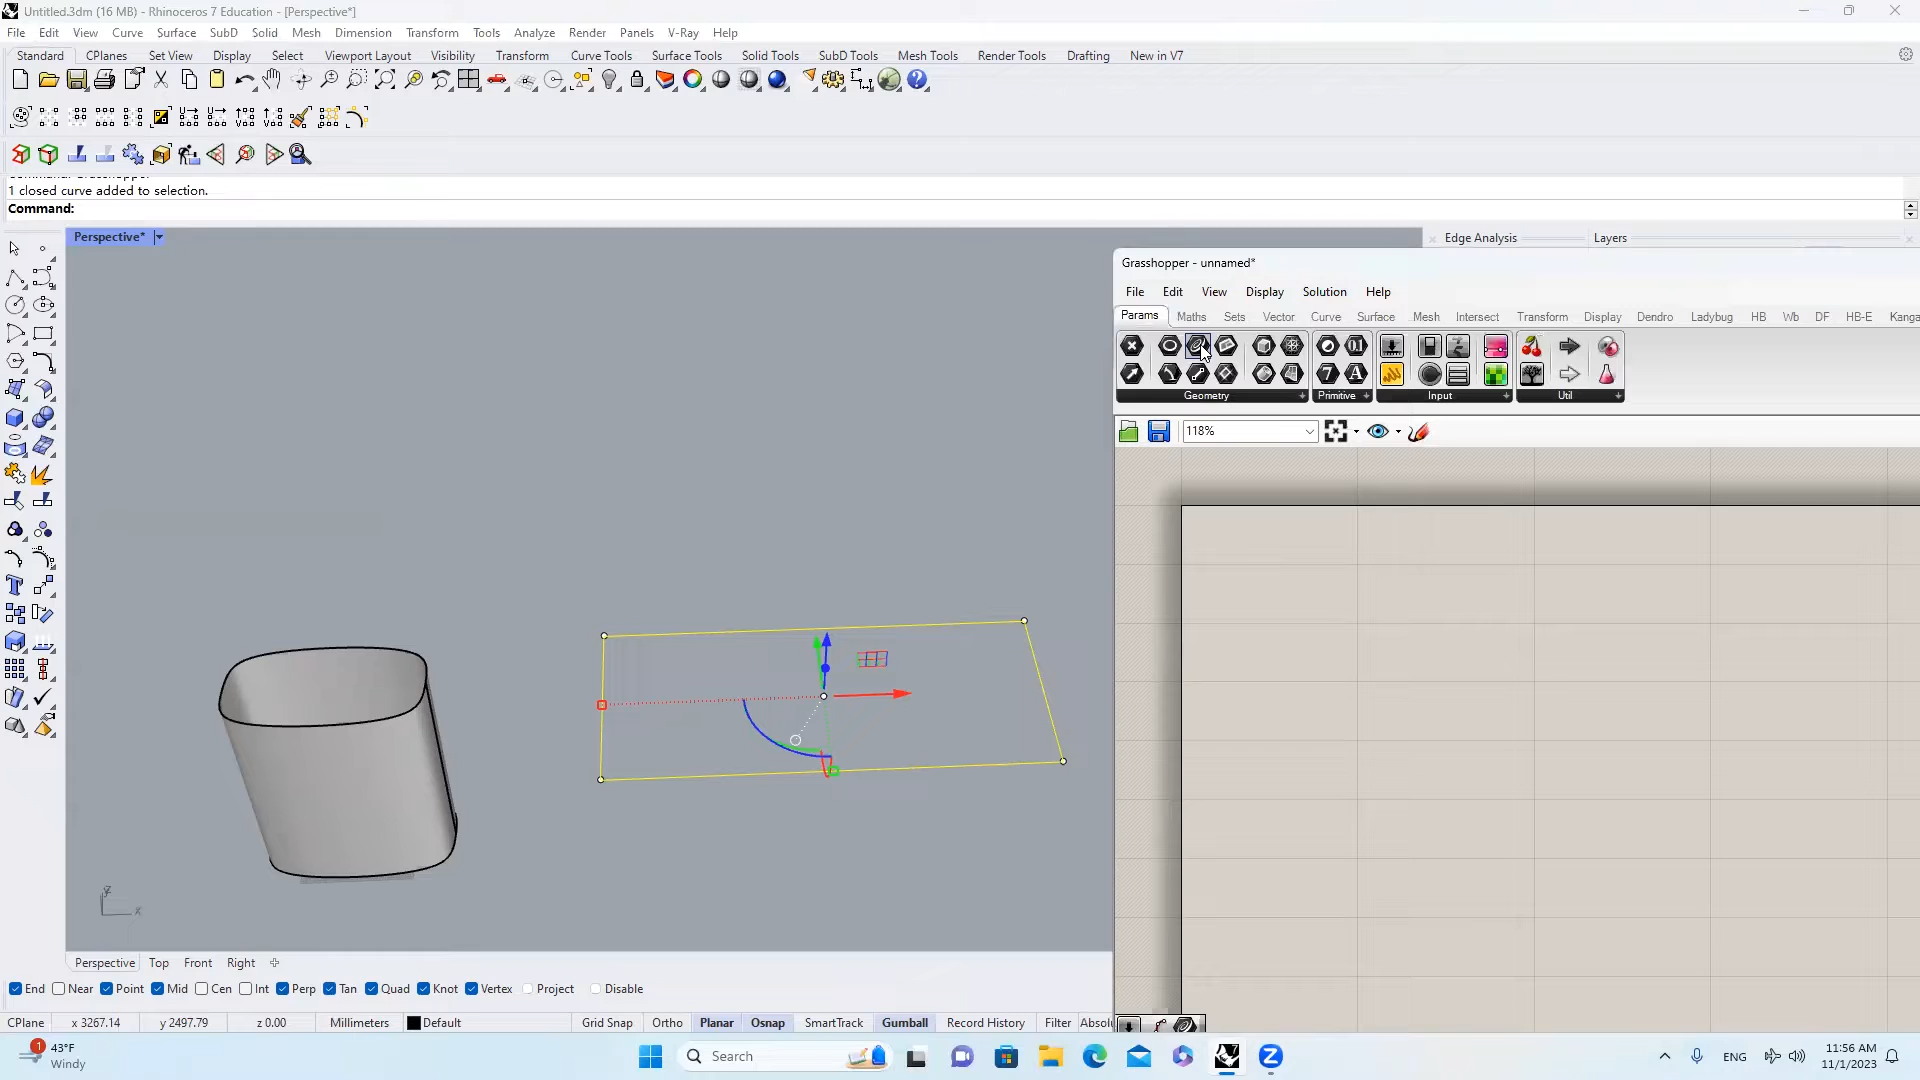 Untitled.3dm (16 MB) - Rhinoceros 7 Education - [Perspective*]
File Edit View Curve Surface SubD Solid Mesh Dimension Transform Tools Analyze Render Panels V-Ray Help
Standard CPlanes Set View Display Select Viewport Layout Visibility Transform Curve Tools Surface Tools Solid Tools SubD Tools Mesh Tools Render Tools Drafting New in V7
1 closed curve added to selection.
Command:
Perspective*
Edge Analysis Layers
Grasshopper - unnamed*
File Edit View Display Solution Help
Params Maths Sets Vector Curve Surface Mesh Intersect Transform Display Dendro Ladybug HB Wb DF HB-E Kanga
Geometry Primitive Input Util
118%
z
x
Perspective Top Front Right
End Near Point Mid Cen Int Perp Tan Quad Knot Vertex Project Disable
CPlane x 3267.14 y 2497.79 z 0.00 Millimeters Default Grid Snap Ortho Planar Osnap SmartTrack Gumball Record History Filter Absol
1
43°F
Windy
Search
7
ENG
11:56 AM
11/1/2023